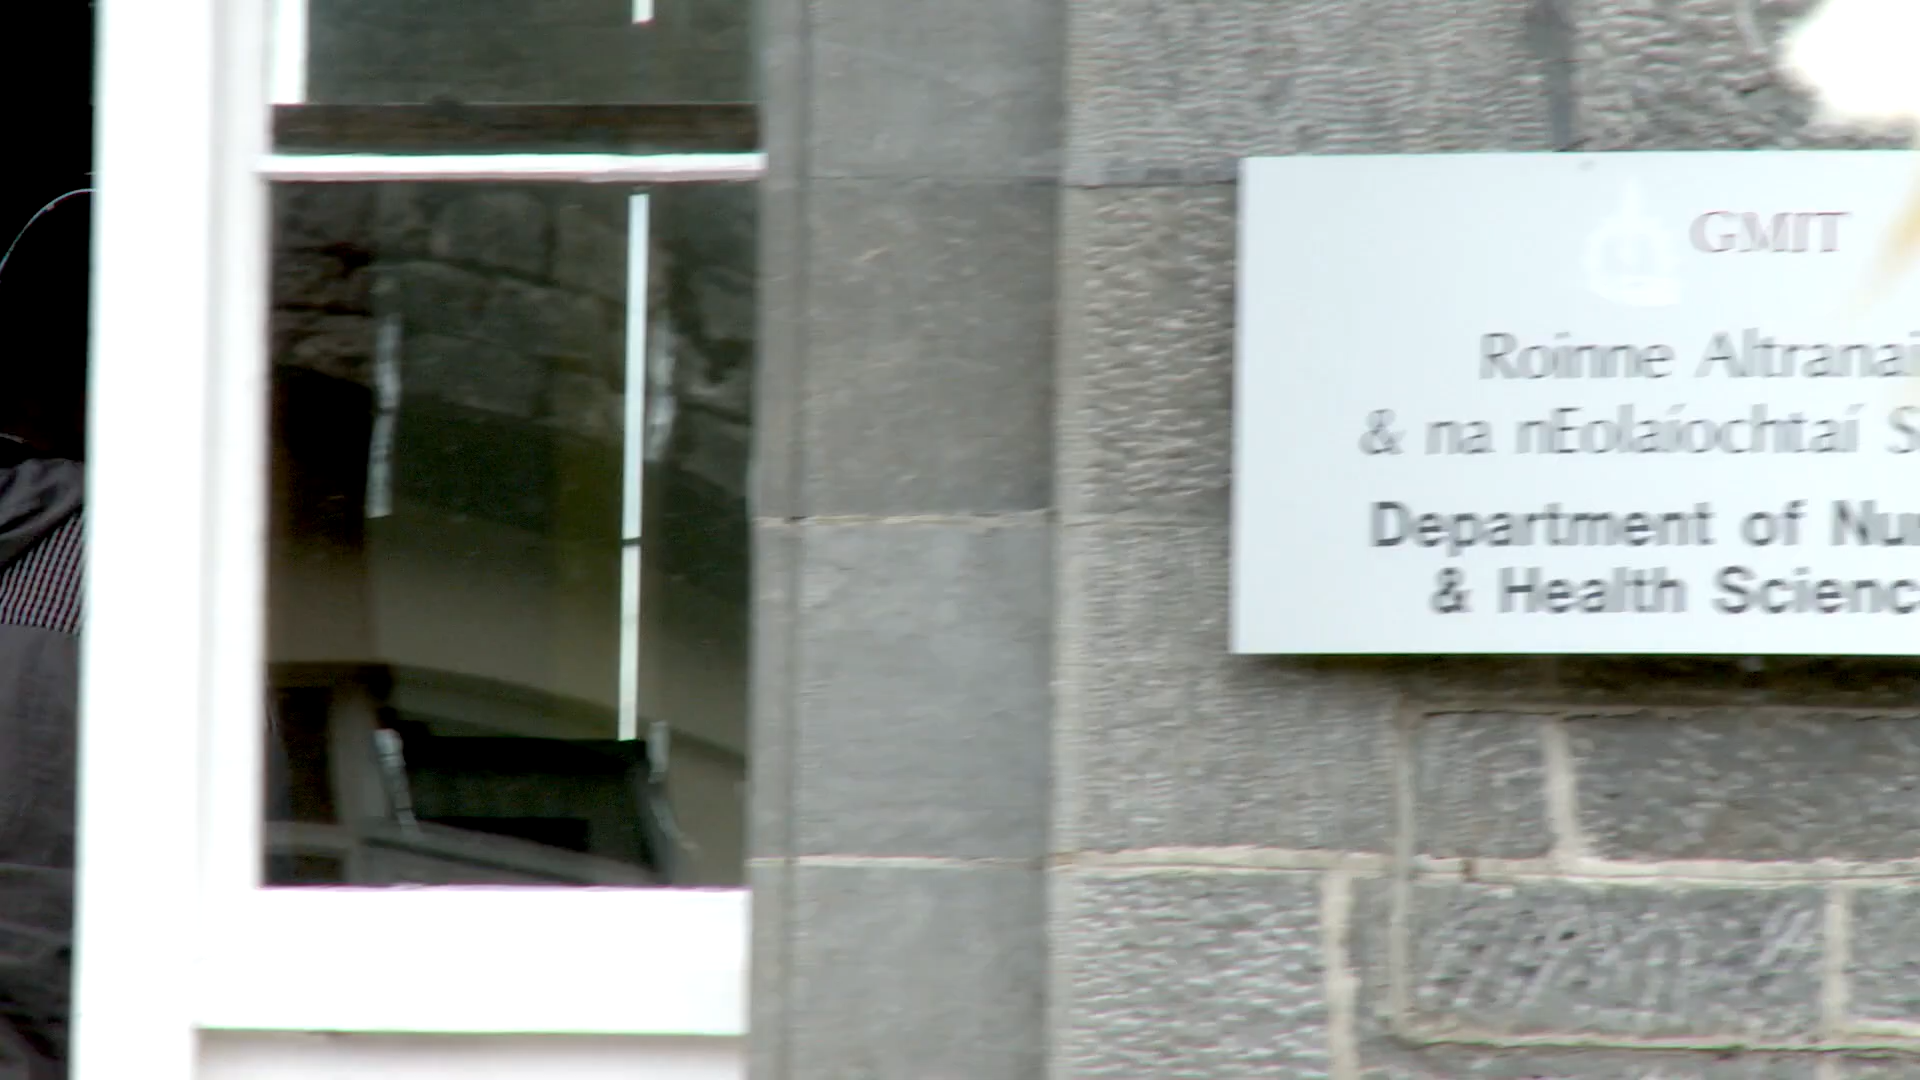 GMIT
Roinne Altranai
& na nEolaíochtaí S
Department of Nu
& Health Scienc